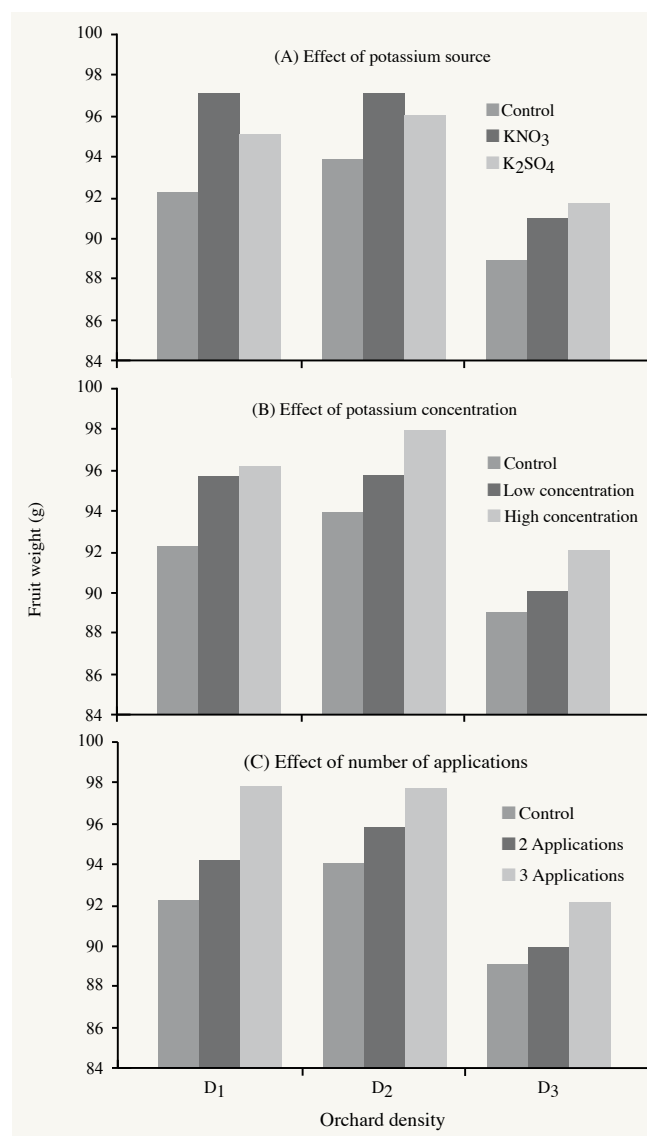 (A) Effect of potassium source
Control
KNO3
K2SO4
100
98
96
94
92
90
88
86
84
(B) Effect of potassium concentration
Control
Low concentration
High concentration
100
98
96
94
92
90
88
86
84
Fruit weight (g)
(C) Effect of number of applications
Control
2 Applications
3 Applications
100
98
96
94
92
90
88
86
84
D1 D2 D3
Orchard density